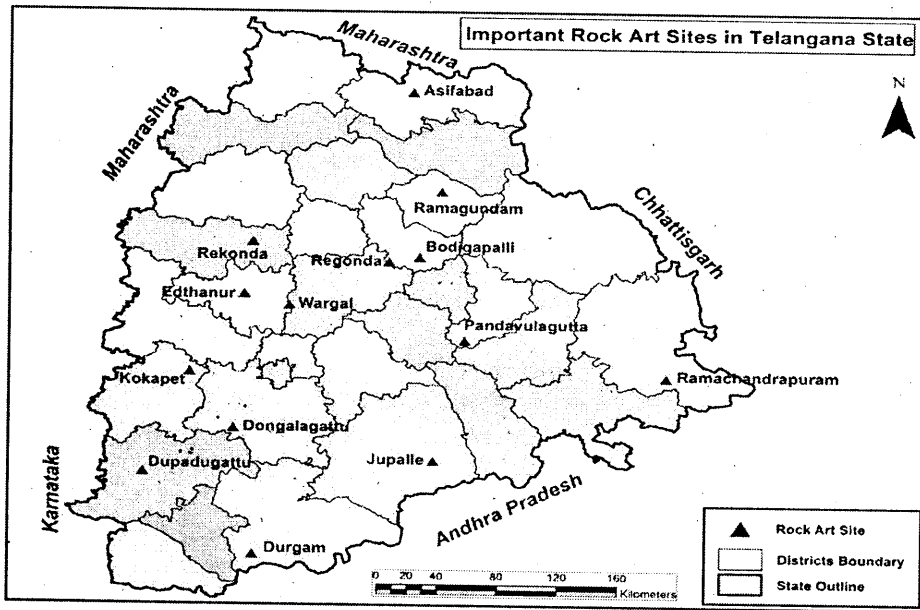 Important Rock Art Sites in Telangana State
Maharashtra
N
Asifabad
Maharashtra
Chhattisgarh
Ramagundam
Rekonda
Bodigapalli
Regonda
Edthanur
Wargal
Pandavulagutta
Kokapet
Ramachandrapuram
Dongalagattu
Dupadugattu
Jupalle
Karnataka
Andhra Pradesh
Durgam
Rock Art Site
Districts Boundary
State Outline
0 20 40 80 120 160
Kilometers